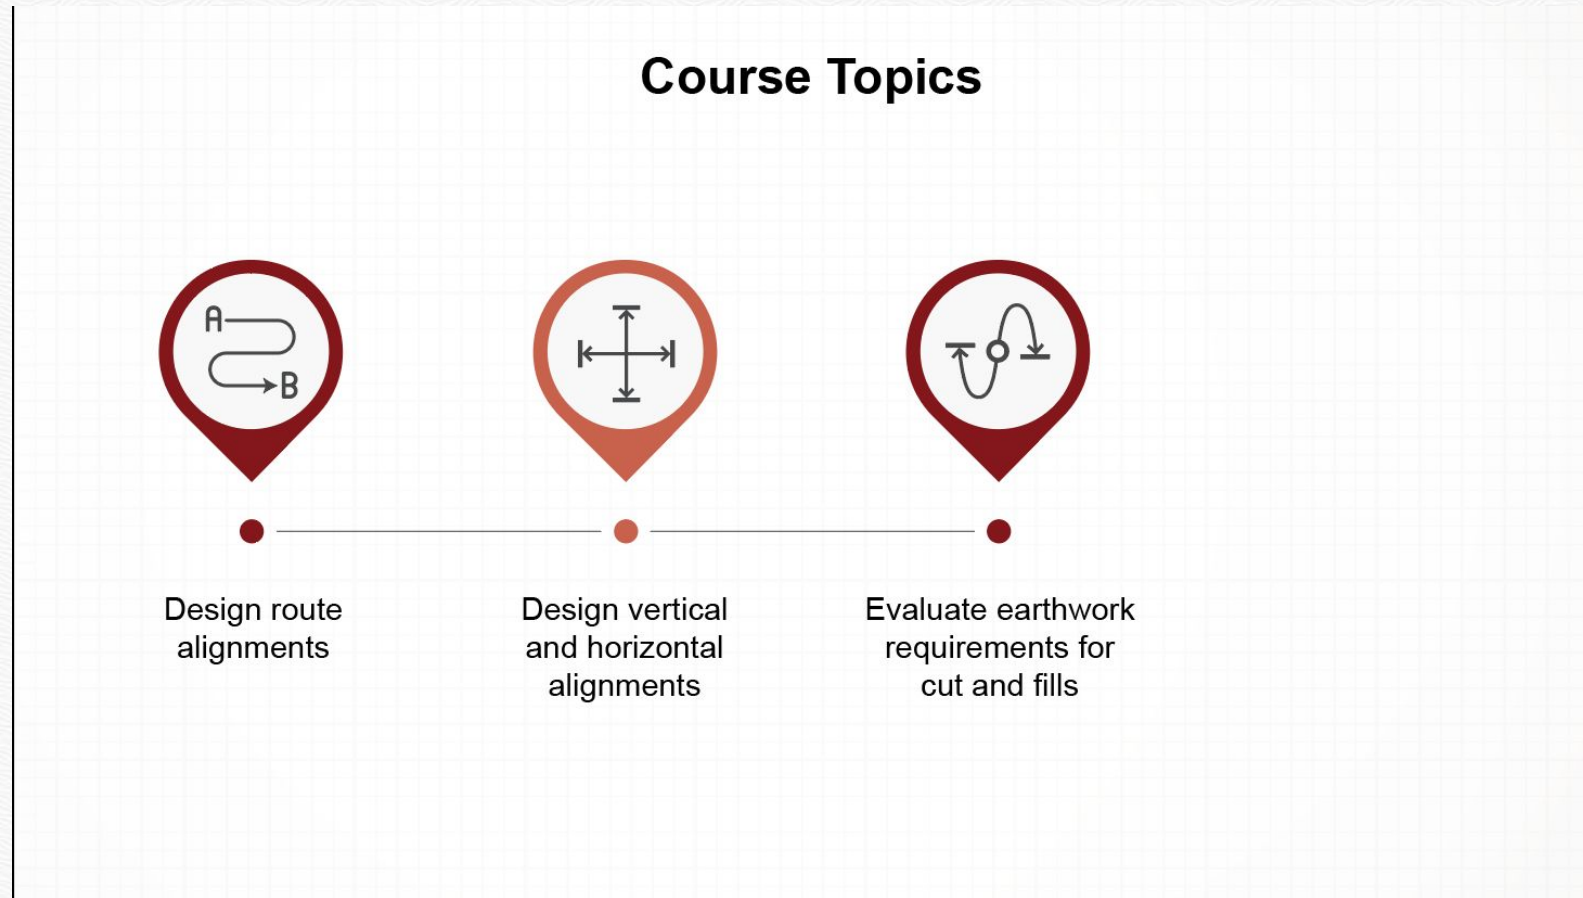 Course Topics
A
B
Design route
alignments
Design vertical
and horizontal
alignments
Evaluate earthwork
requirements for
cut and fills